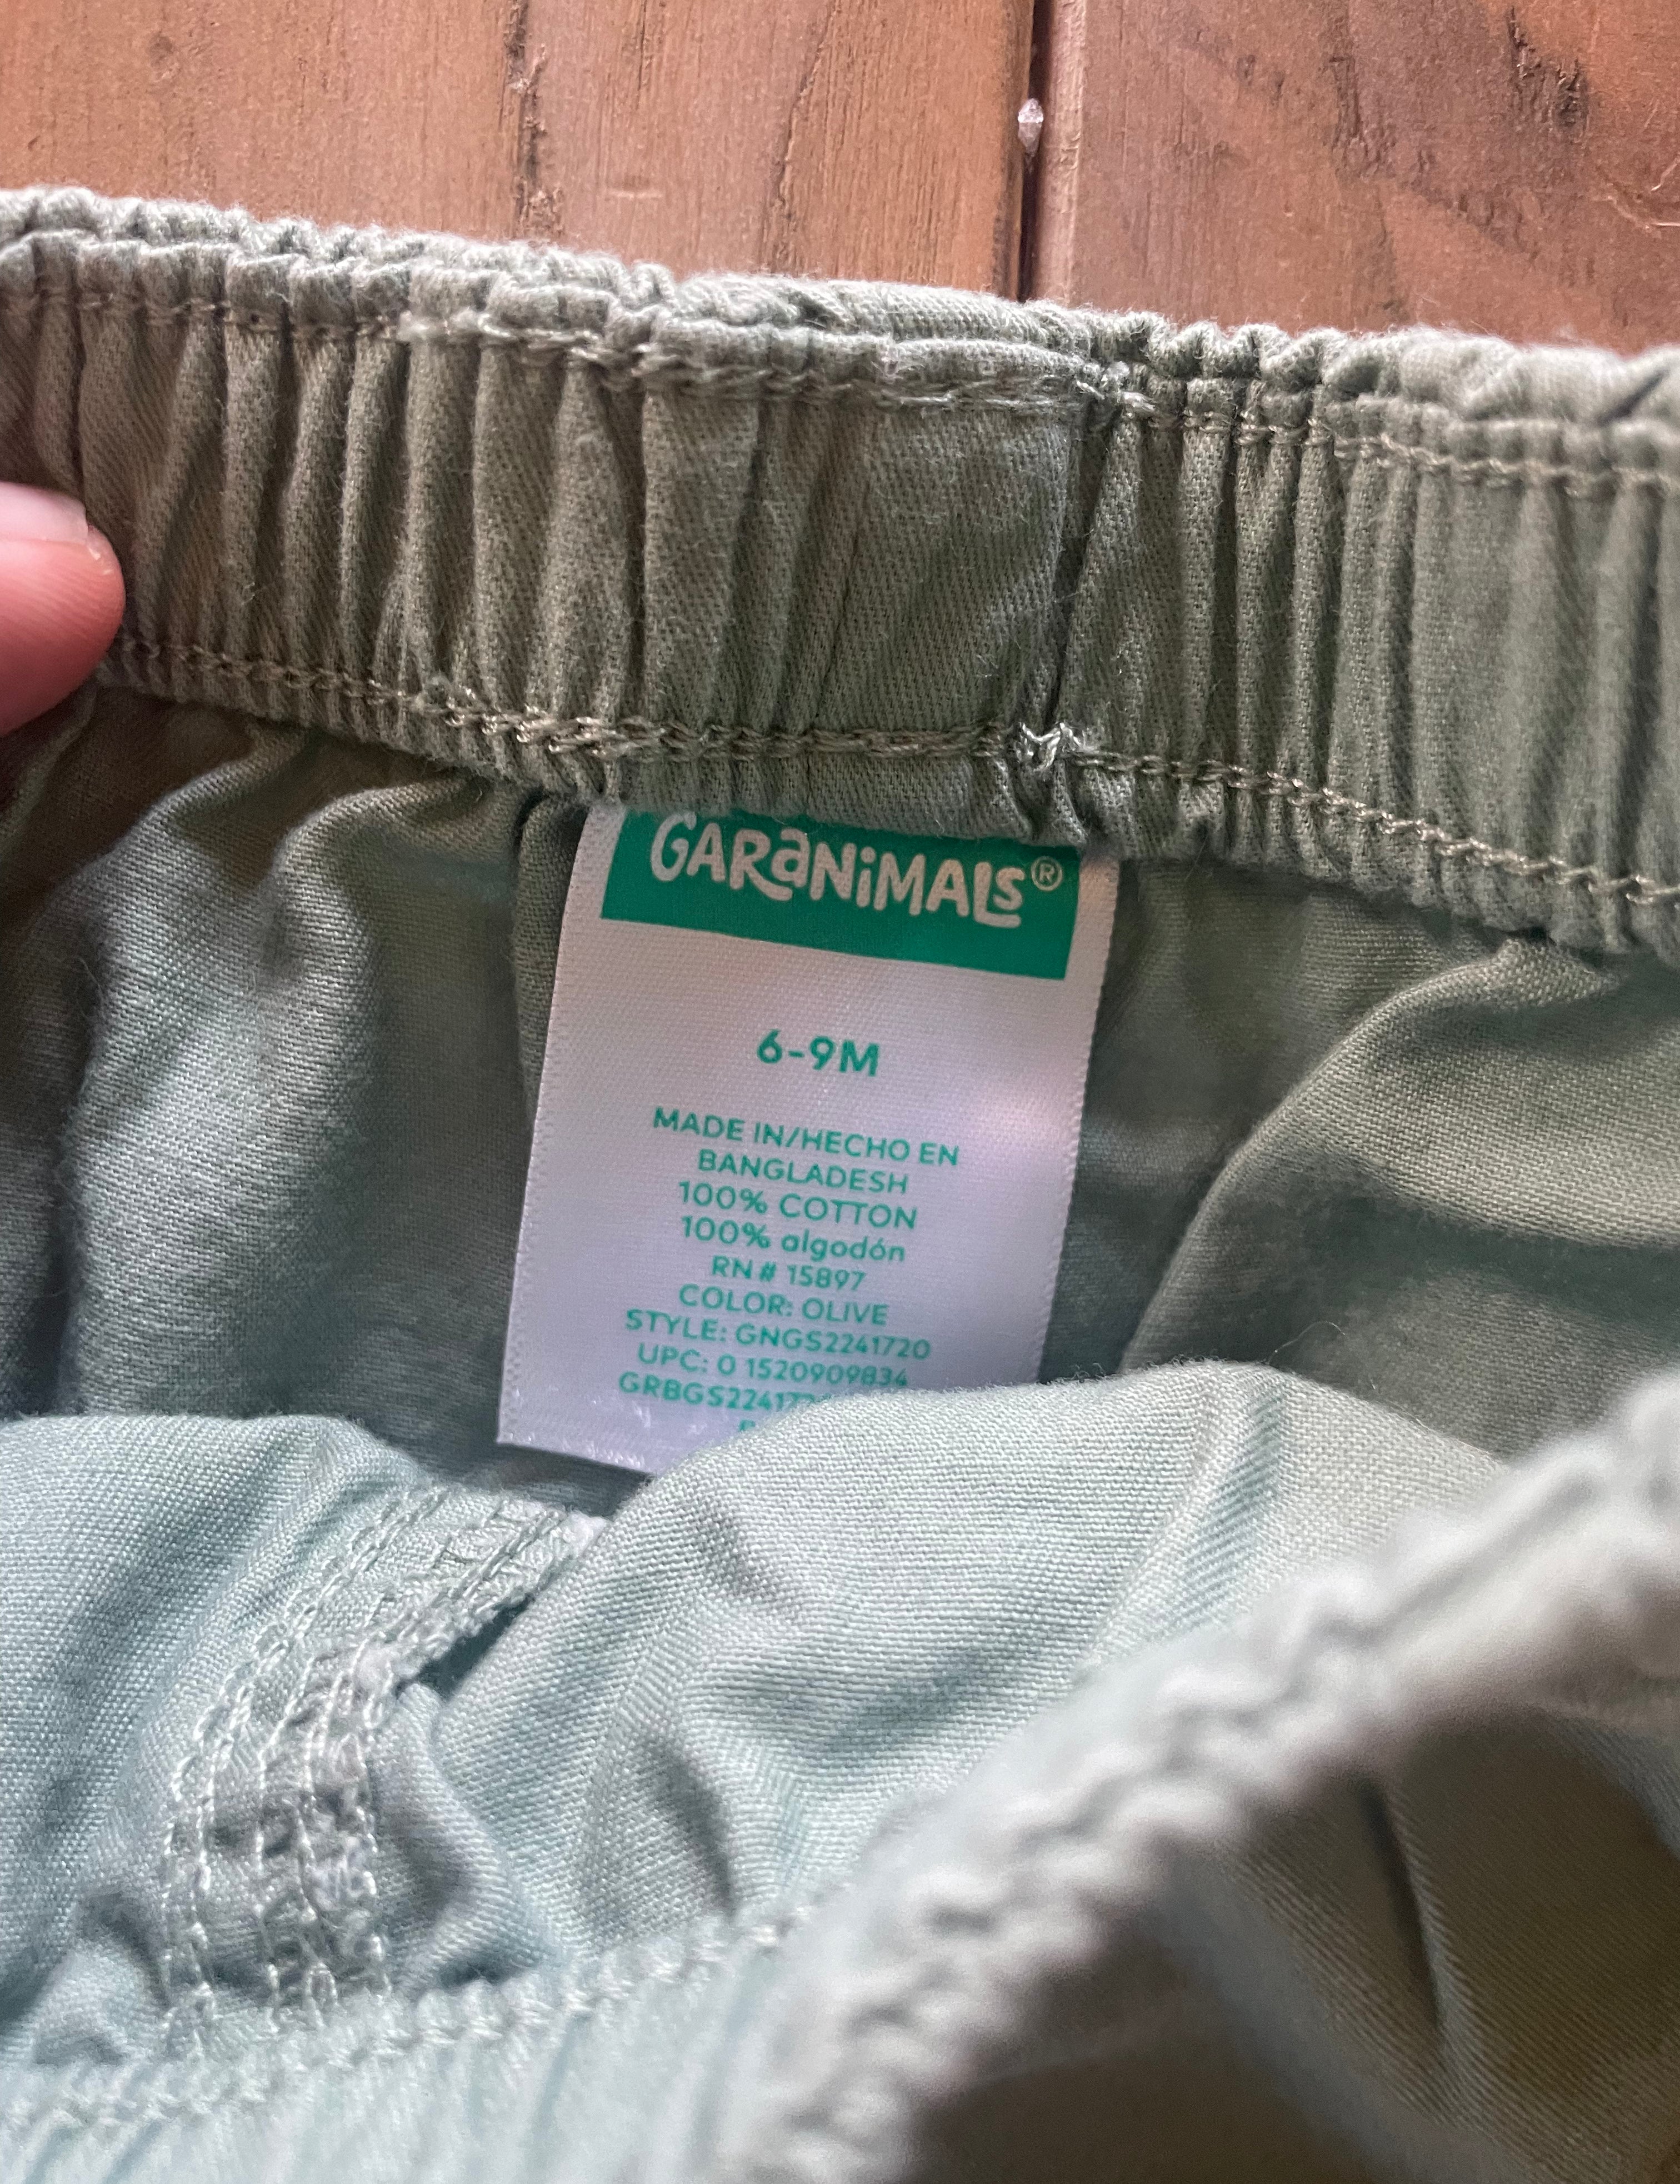 GARANIMALS®
6-9M
MADE IN/HECHO EN
BANGLADESH
100% COTTON
100% algodón
RN# 15897
COLOR: OLIVE
STYLE: GNGS2241720
UPC: 0 1520909834